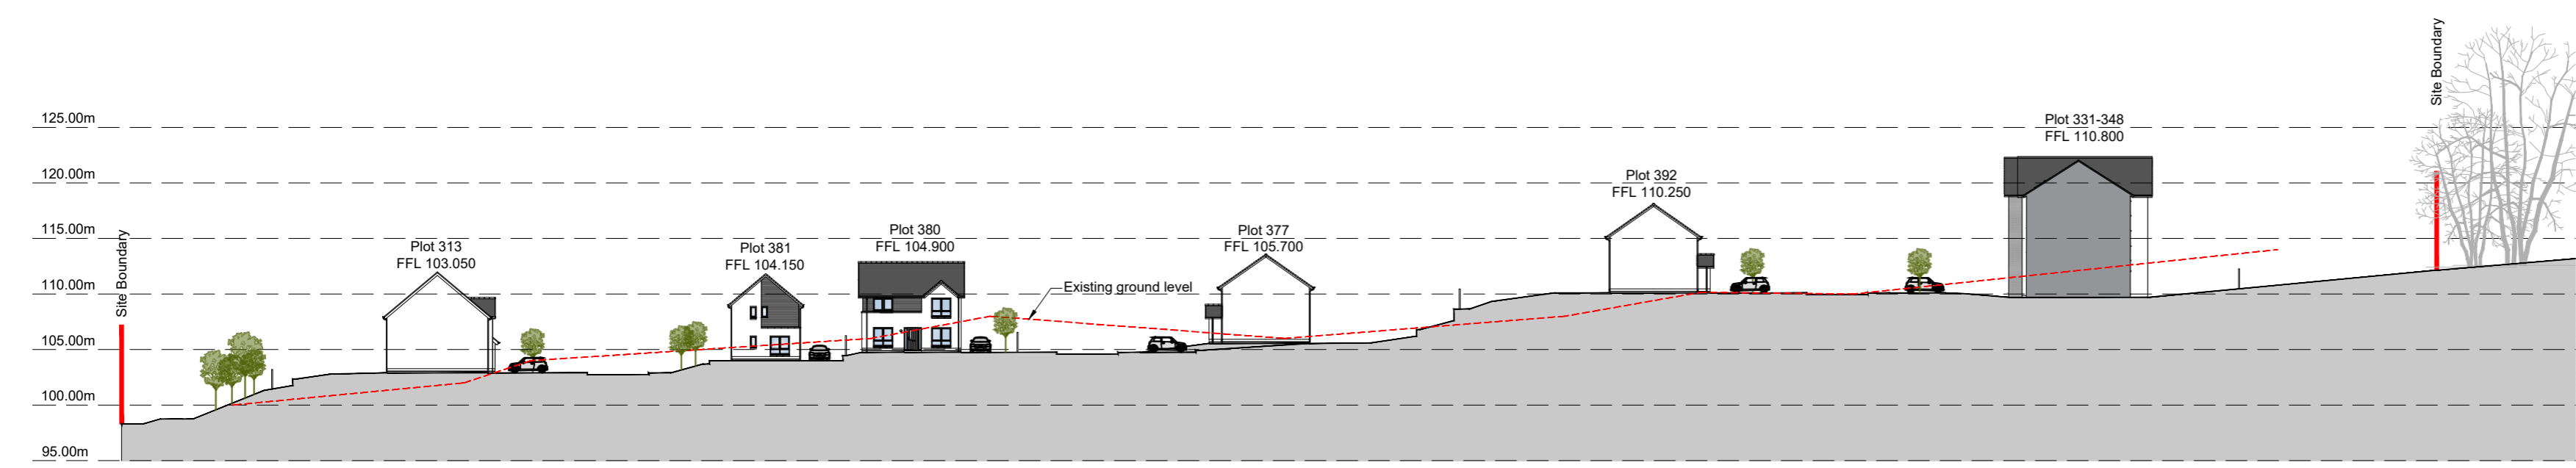 125.00m
120.00m
115.00m
110.00m
105.00m
100.00m
95.00m
Site Boundary
Plot 313
FFL 103.050
Plot 381
FFL 104.150
Plot 380
FFL 104.900
Existing ground level
Plot 377
FFL 105.700
Plot 392
FFL 110.250
Plot 331-348
FFL 110.800
Site Boundary